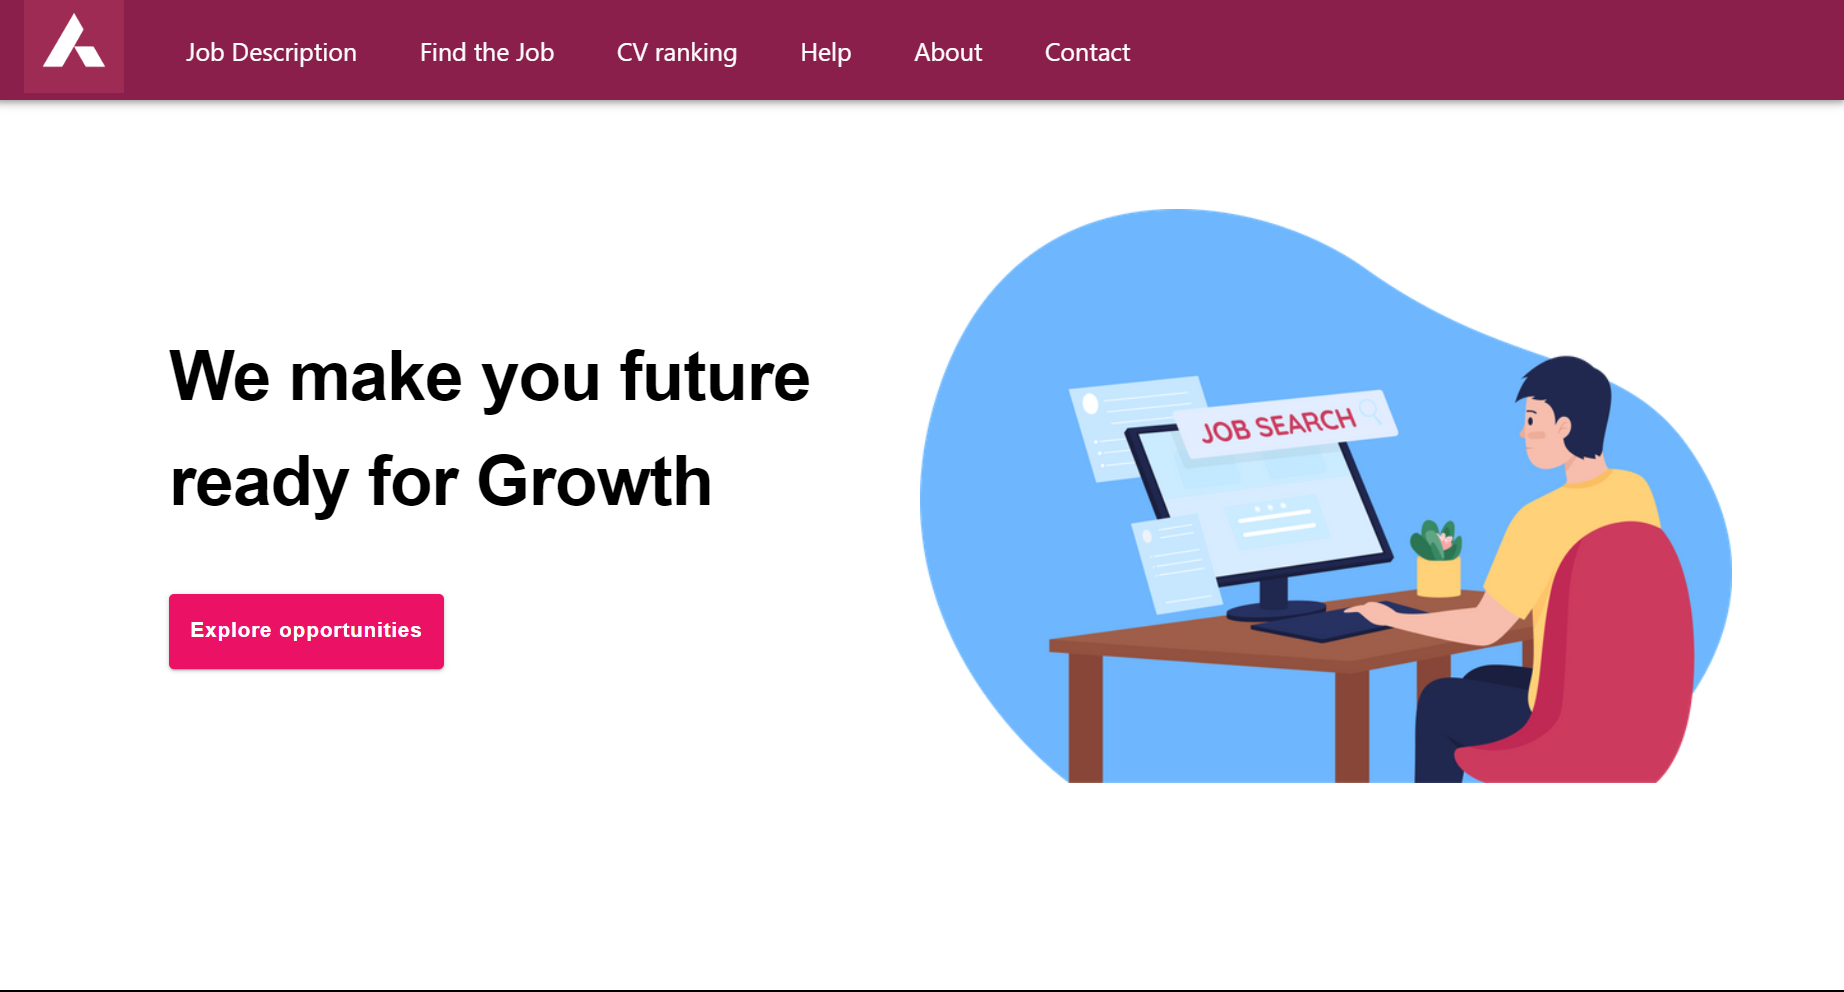 Job Description Find the Job CV ranking Help About Contact
We make you future
ready for Growth
Explore opportunities
JOB SEARCH